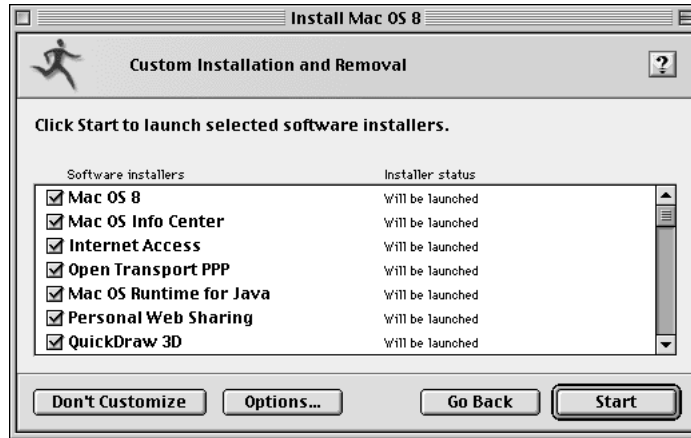 Install Mac OS 8
Custom Installation and Removal
?
Click Start to launch selected software installers.
Software installers Installer status
Mac OS 8 Will be launched
Mac OS Info Center Will be launched
Internet Access Will be launched
Open Transport PPP Will be launched
Mac OS Runtime for Java Will be launched
Personal Web Sharing Will be launched
QuickDraw 3D Will be launched
Don't Customize Options... Go Back Start